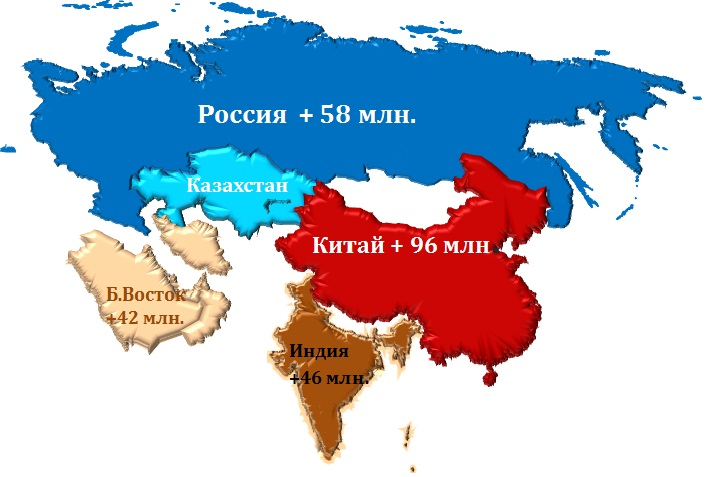 Россия + 58 млн.
Казахстан
Китай + 96 млн
Б.Восток
+42 млн.
Индия
+46 млн.